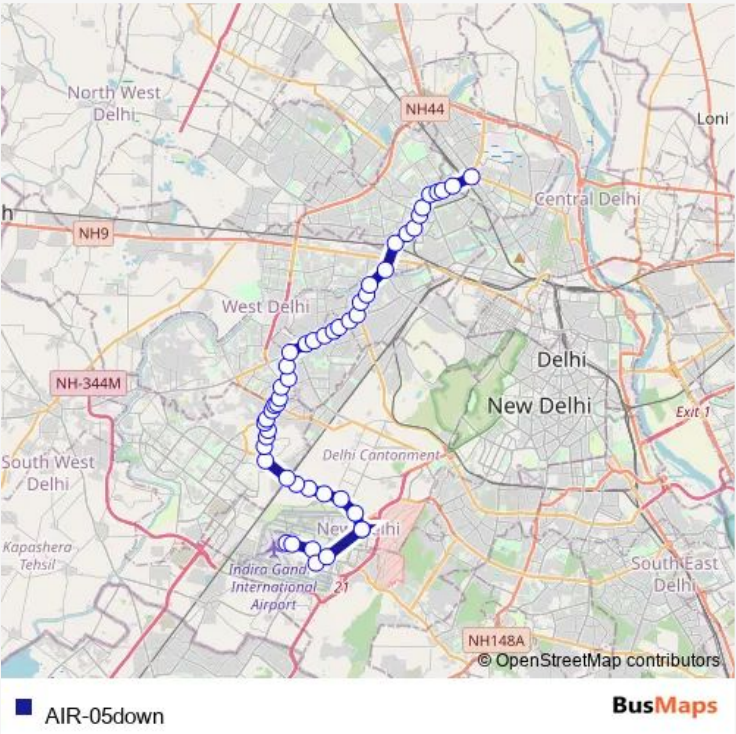 North West
Delhi
NH44
Loni
Central Delhi
h
NH9
West Delhi
NH-344M
Delhi
New Delhi
Exit 1
South West
Delhi
Delhi Cantonment
New Delhi
Kapashera
Tehsil
Indira Gand
International
Airport
21
South East
Delhi
NH148A
© OpenStreetMap contributors
AIR-05down
BusMaps